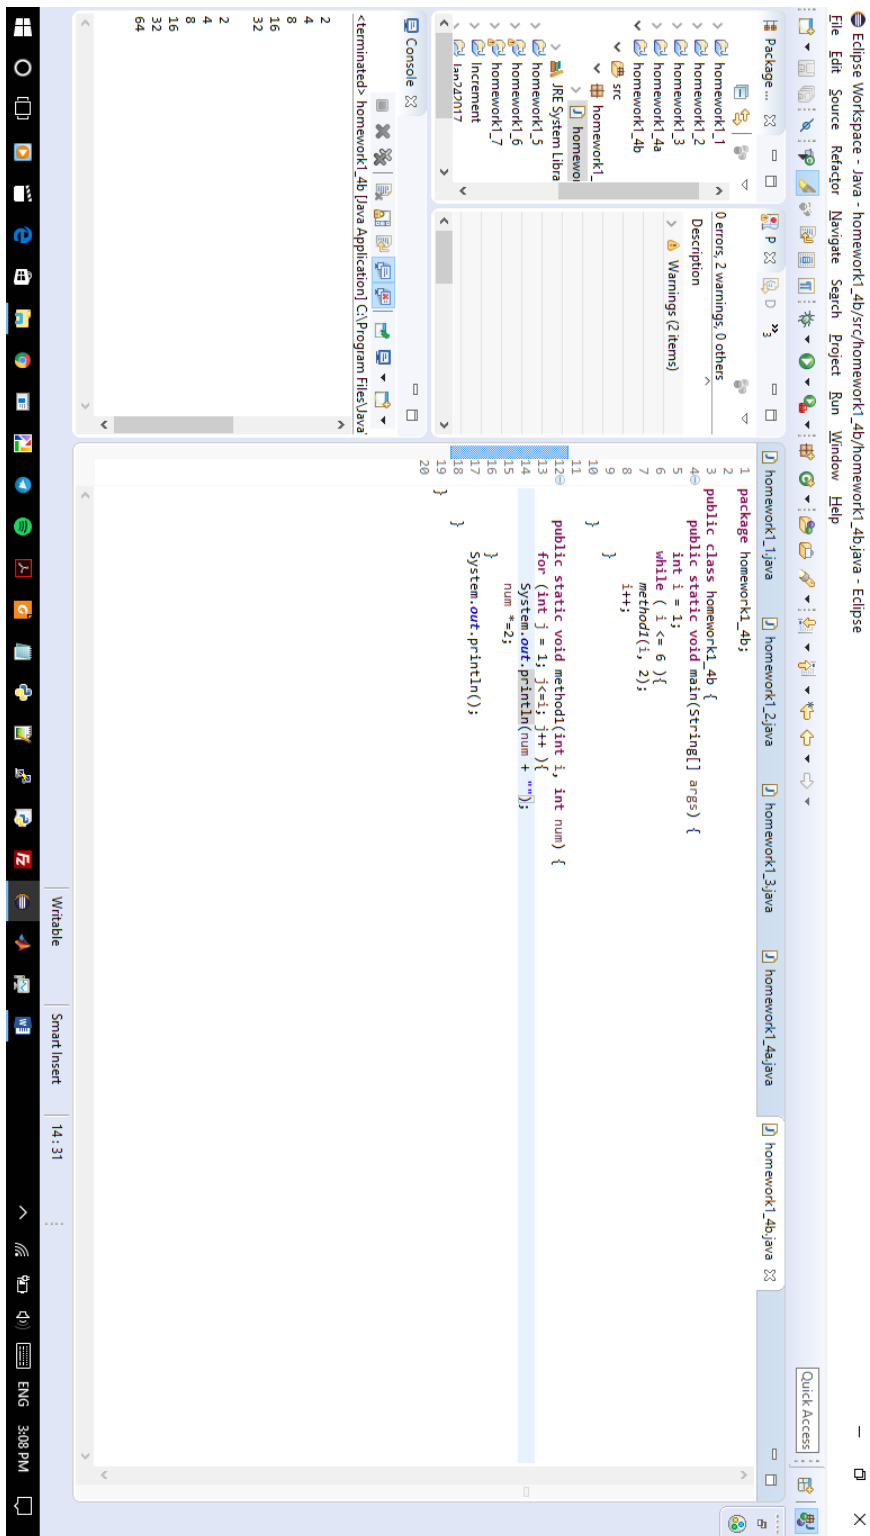 Eclipse Workspace - Java - homework1_4b/src/homework1_4b/homework1_4b.java - Eclipse
File Edit Source Refactor Navigate Search Project Run Window Help
Quick Access
Package ...
homework1_1
homework1_2
homework1_3
homework1_4a
homework1_4b
src
homework1_
homewor
JRE System Libra
homework1_5
homework1_6
homework1_7
Increment
Jan242017
P
D
3
0 errors, 2 warnings, 0 others
Description
Warnings (2 items)
Console
<terminated> homework1_4b [Java Application] C:\Program Files\Java
2
4
8
16
32

2
4
8
16
32
64
homework1_1.java homework1_2.java homework1_3.java homework1_4a.java homework1_4b.java
1 package homework1_4b;
2
3 public class homework1_4b {
4 public static void main(String[] args) {
5 int i = 1;
6 while ( i <= 6 ){
7 method1(i, 2);
8 i++;
9 }
10 }
11
12 public static void method1(int i, int num) {
13 for (int j = 1; j<=i; j++ ){
14 System.out.println(num + "");
15 num *=2;
16 }
17 System.out.println();
18 }
19 }
20
Writable Smart Insert 14 : 31
ENG 3:08 PM